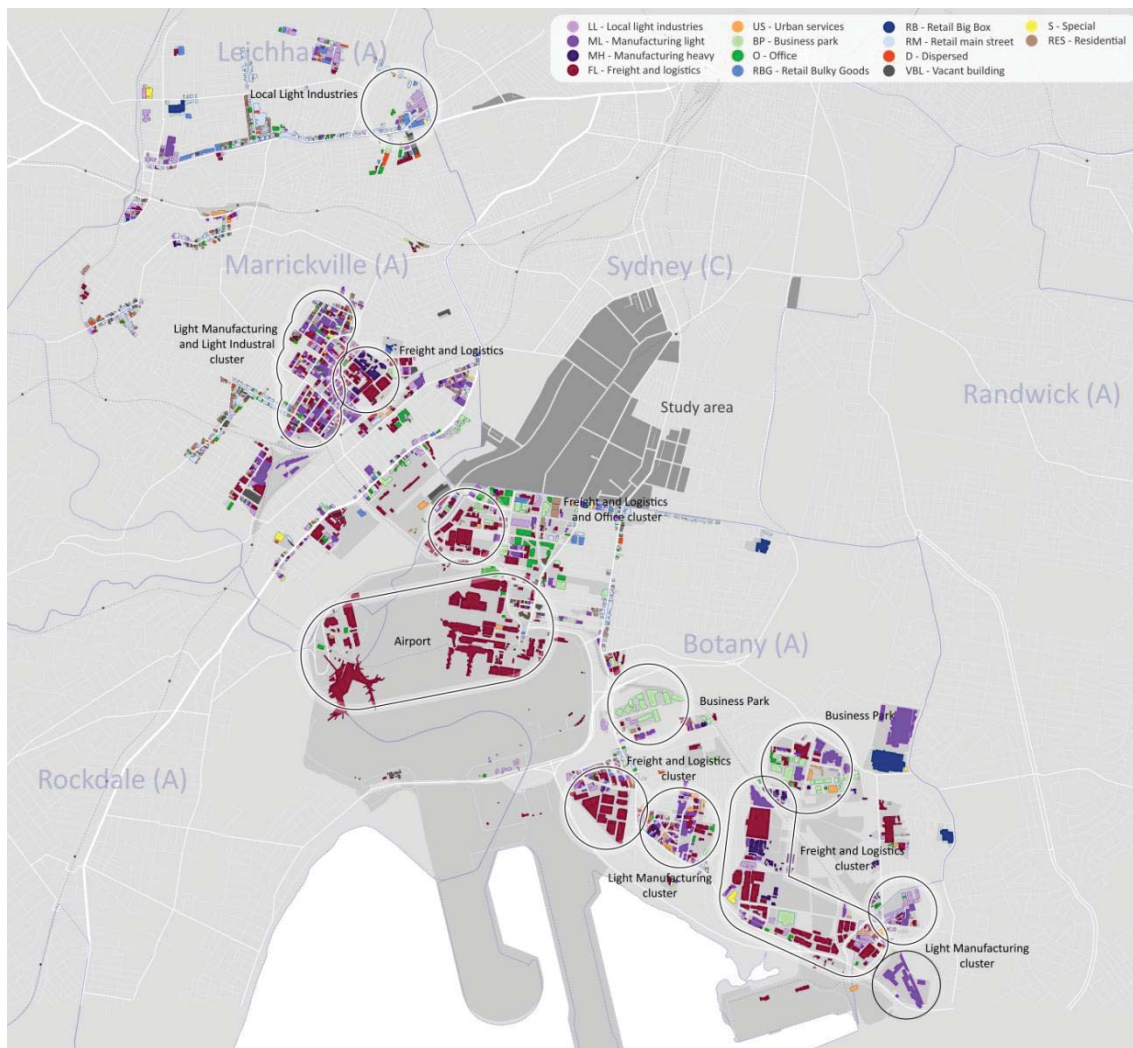 LL - Local light industries
ML - Manufacturing light
MH - Manufacturing heavy
FL - Freight and logistics
US - Urban services
BP - Business park
O - Office
RBG - Retail Bulky Goods
RB - Retail Big Box
RM - Retail main street
D - Dispersed
VBL - Vacant building
S - Special
RES - Residential
Leichhardt (A)
Local Light Industries
Marrickville (A)
Sydney (C)
Light Manufacturing
and Light Industral
cluster
Freight and Logistics
Randwick (A)
Study area
Freight and Logistics
and Office cluster
Airport
Botany (A)
Business Park
Business Park
Rockdale (A)
Freight and Logistics
cluster
Freight and Logistics
cluster
Light Manufacturing
cluster
Light Manufacturing
cluster